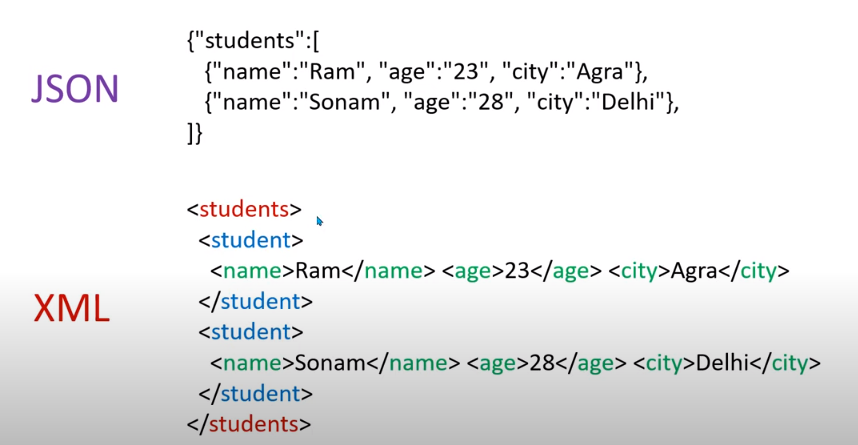 JSON
{"students":[
{"name":"Ram", "age":"23", "city":"Agra"},
{"name":"Sonam", "age":"28", "city":"Delhi"},
]}
XML
<students>
<student>
<name>Ram</name> <age>23</age> <city>Agra</city>
</student>
<student>
<name>Sonam</name> <age>28</age> <city>Delhi</city>
</student>
</students>